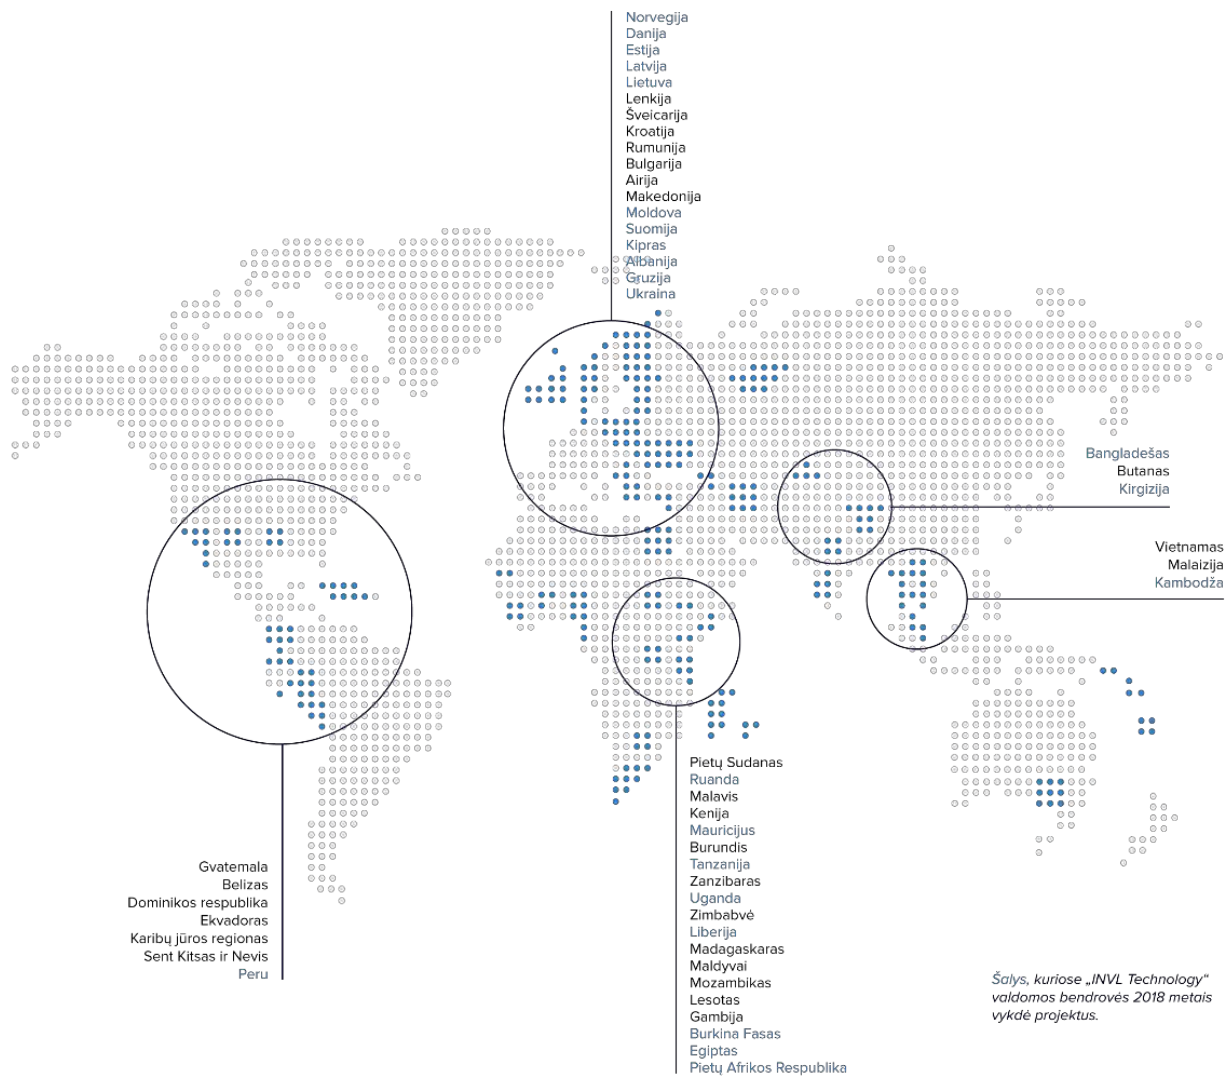 Norvegija
Danija
Estija
Latvija
Lietuva
Lenkija
Šveicarija
Kroatija
Rumunija
Bulgarija
Airija
Makedonija
Moldova
Suomija
Kipras
Albanija
Gruzija
Ukraina
Bangladešas
Butanas
Kirgizija
Vietnamas
Malaizija
Kambodža
Pietų Sudanas
Ruanda
Malavis
Kenija
Mauricijus
Burundis
Tanzanija
Zanzibaras
Uganda
Zimbabvė
Liberija
Madagaskaras
Maldyvai
Mozambikas
Lesotas
Gambija
Burkina Fasas
Egiptas
Pietų Afrikos Respublika
Gvatemala
Belizas
Dominikos respublika
Ekvadoras
Karibų jūros regionas
Sent Kitsas ir Nevis
Peru
Šalys, kuriose „INVL Technology“
valdomos bendrovės 2018 metais
vykdė projektus.